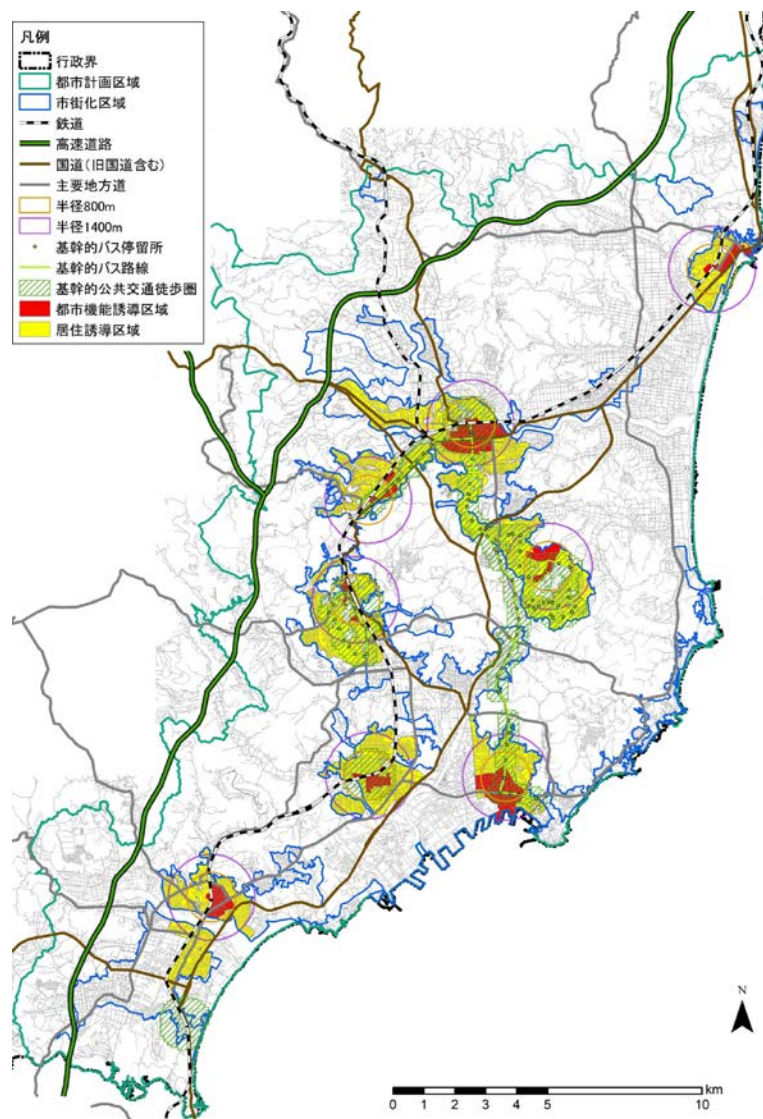 凡例
行政界
都市計画区域
市街化区域
鉄道
高速道路
国道(旧国道含む)
主要地方道
半径800m
半径1400m
基幹的バス停留所
基幹的バス路線
基幹的公共交通徒歩圏
都市機能誘導区域
居住誘導区域
N
km
0 1 2 3 4 5 10